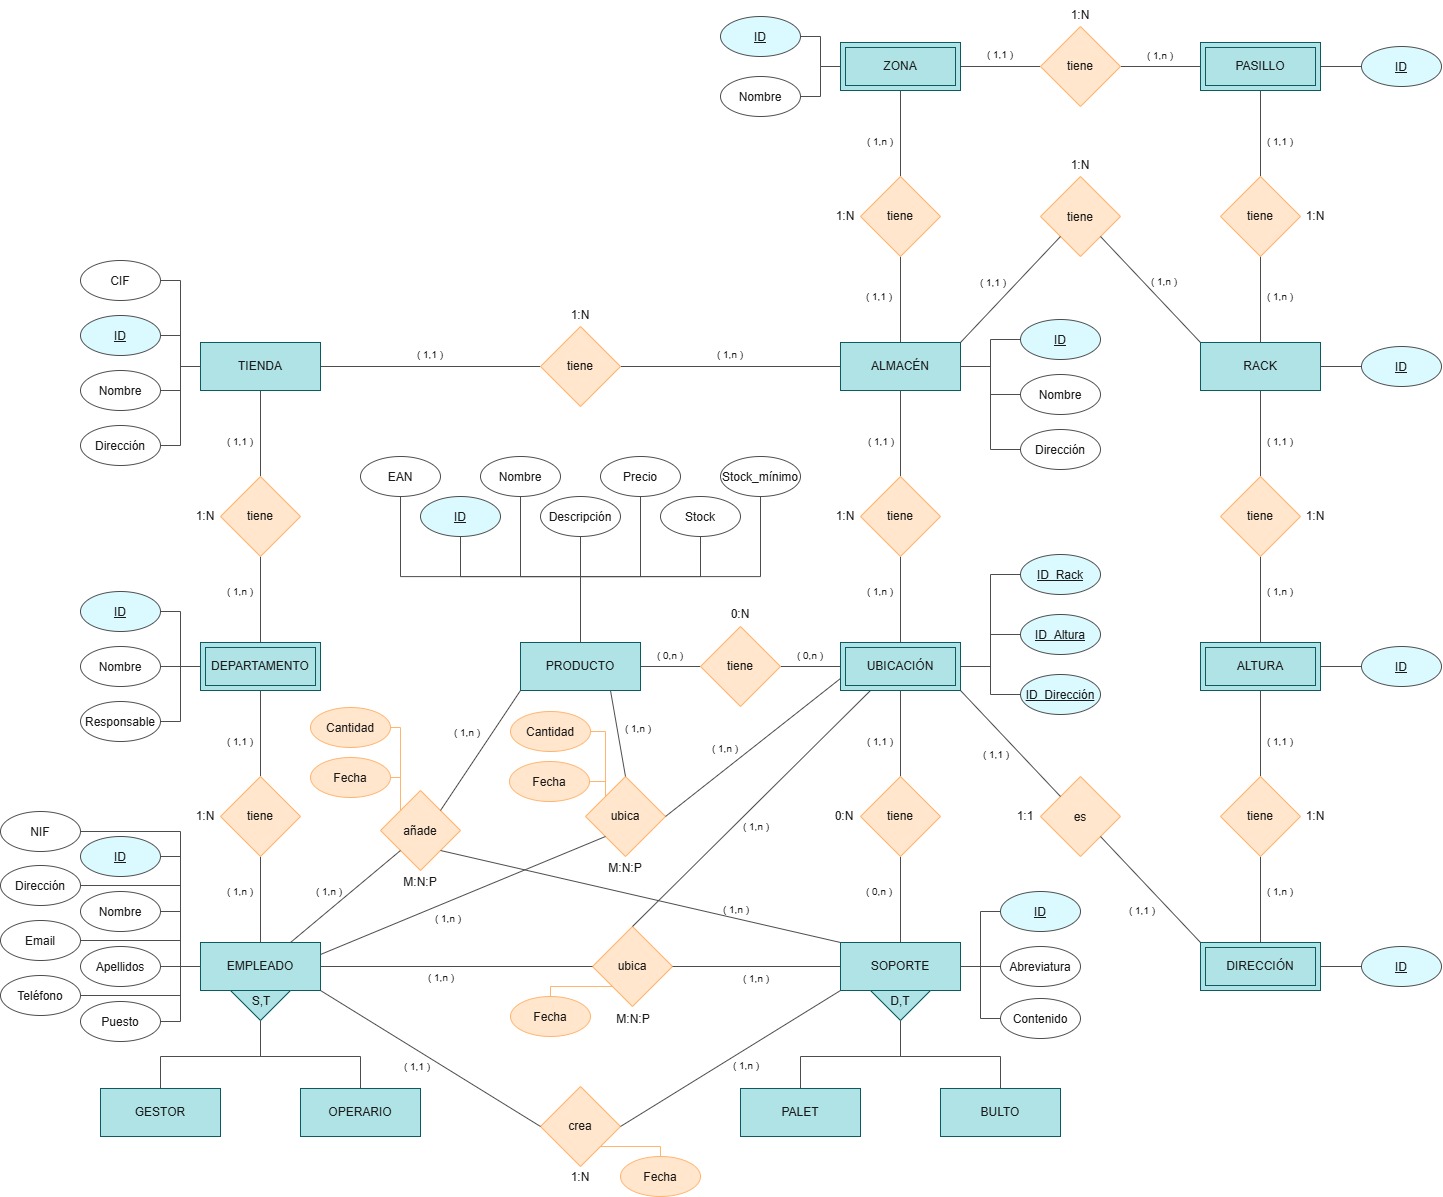 1:N
ID
ZONA
( 1,1 )
tiene
( 1,n )
PASILLO
ID
Nombre
( 1,n )
( 1,1 )
1:N
1:N
tiene
tiene
tiene
1:N
( 1,1 )
( 1,1 )
( 1,n )
( 1,n )
CIF
ID
1:N
ID
TIENDA
( 1,1 )
tiene
( 1,n )
ALMACÉN
RACK
ID
Nombre
Nombre
Dirección
( 1,1 )
( 1,1 )
Dirección
( 1,1 )
EAN
Nombre
Precio
Stock_mínimo
ID
Descripción
Stock
1:N
tiene
1:N
tiene
tiene
1:N
( 1,n )
( 1,n )
ID_Rack
( 1,n )
ID
0:N
ID_Altura
Nombre
DEPARTAMENTO
PRODUCTO
( 0,n )
tiene
( 0,n )
UBICACIÓN
ALTURA
ID
ID_Dirección
Responsable
Cantidad
Cantidad
( 1,n )
( 1,n )
( 1,1 )
( 1,n )
( 1,1 )
( 1,1 )
( 1,1 )
Fecha
Fecha
1:N
tiene
añade
ubica
( 1,n )
0:N
tiene
1:1
es
tiene
1:N
NIF
ID
M:N:P
M:N:P
Dirección
( 1,n )
( 1,n )
( 0,n )
( 1,n )
Nombre
( 1,n )
( 1,n )
ID
( 1,1 )
Email
Apellidos
EMPLEADO
( 1,n )
ubica
( 1,n )
SOPORTE
Abreviatura
DIRECCIÓN
ID
Teléfono
S,T
D,T
Puesto
Fecha
M:N:P
Contenido
( 1,1 )
( 1,n )
GESTOR
OPERARIO
crea
PALET
BULTO
1:N
Fecha